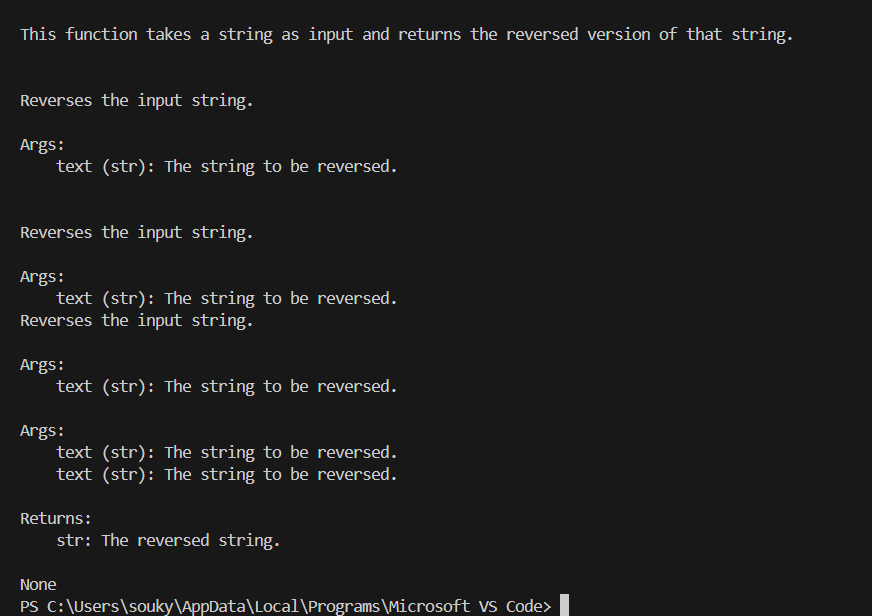 This function takes a string as input and returns the reversed version of that string.
Reverses the input string.
Args:
    text (str): The string to be reversed.
Reverses the input string.
Args:
    text (str): The string to be reversed.
Reverses the input string.
Args:
    text (str): The string to be reversed.
Args:
    text (str): The string to be reversed.
    text (str): The string to be reversed.
Returns:
    str: The reversed string.
None
PS C:\Users\souky\AppData\Local\Programs\Microsoft VS Code>